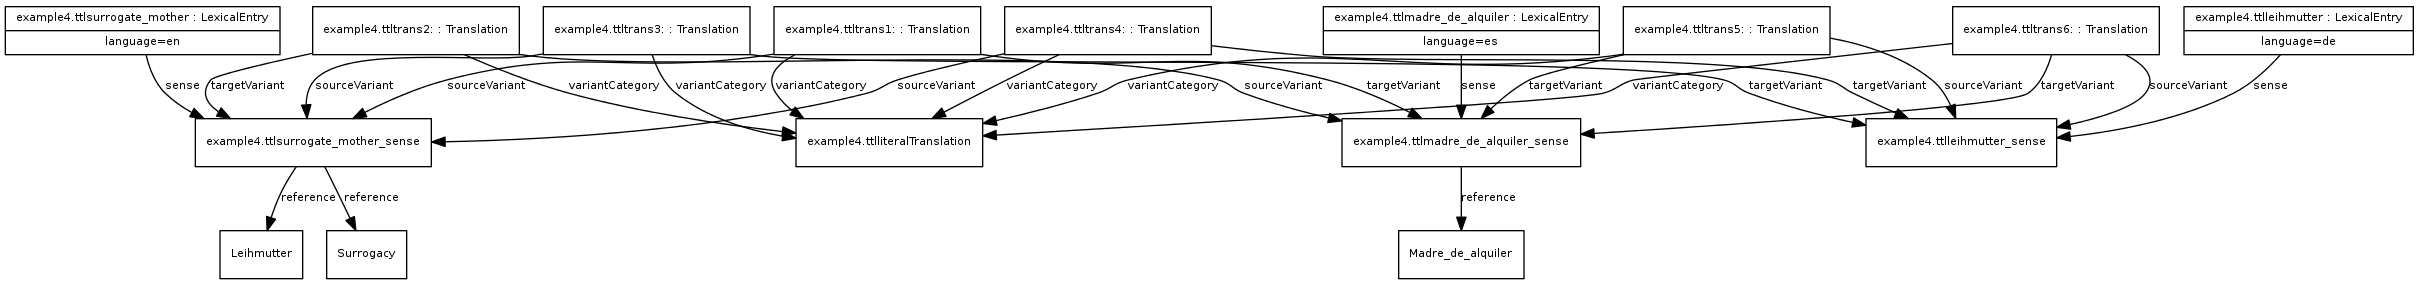 example4.ttlsurrogate_mother : LexicalEntry
language=en
example4.ttltrans2: : Translation
example4.ttltrans3: : Translation
example4.ttltrans1: : Translation
example4.ttltrans4: : Translation
example4.ttlmadre_de_alquiler : LexicalEntry
language=es
example4.ttltrans5: : Translation
example4.ttltrans6: : Translation
example4.ttlleihmutter : LexicalEntry
language=de
sense
targetVariant
sourceVariant
sourceVariant
variantCategory
variantCategory
variantCategory
sourceVariant
variantCategory
variantCategory
sourceVariant
targetVariant
sense
targetVariant
variantCategory
targetVariant
targetVariant
sourceVariant
targetVariant
sourceVariant
sense
example4.ttlsurrogate_mother_sense
example4.ttlliteralTranslation
example4.ttlmadre_de_alquiler_sense
example4.ttlleihmutter_sense
reference
reference
reference
Leihmutter
Surrogacy
Madre_de_alquiler